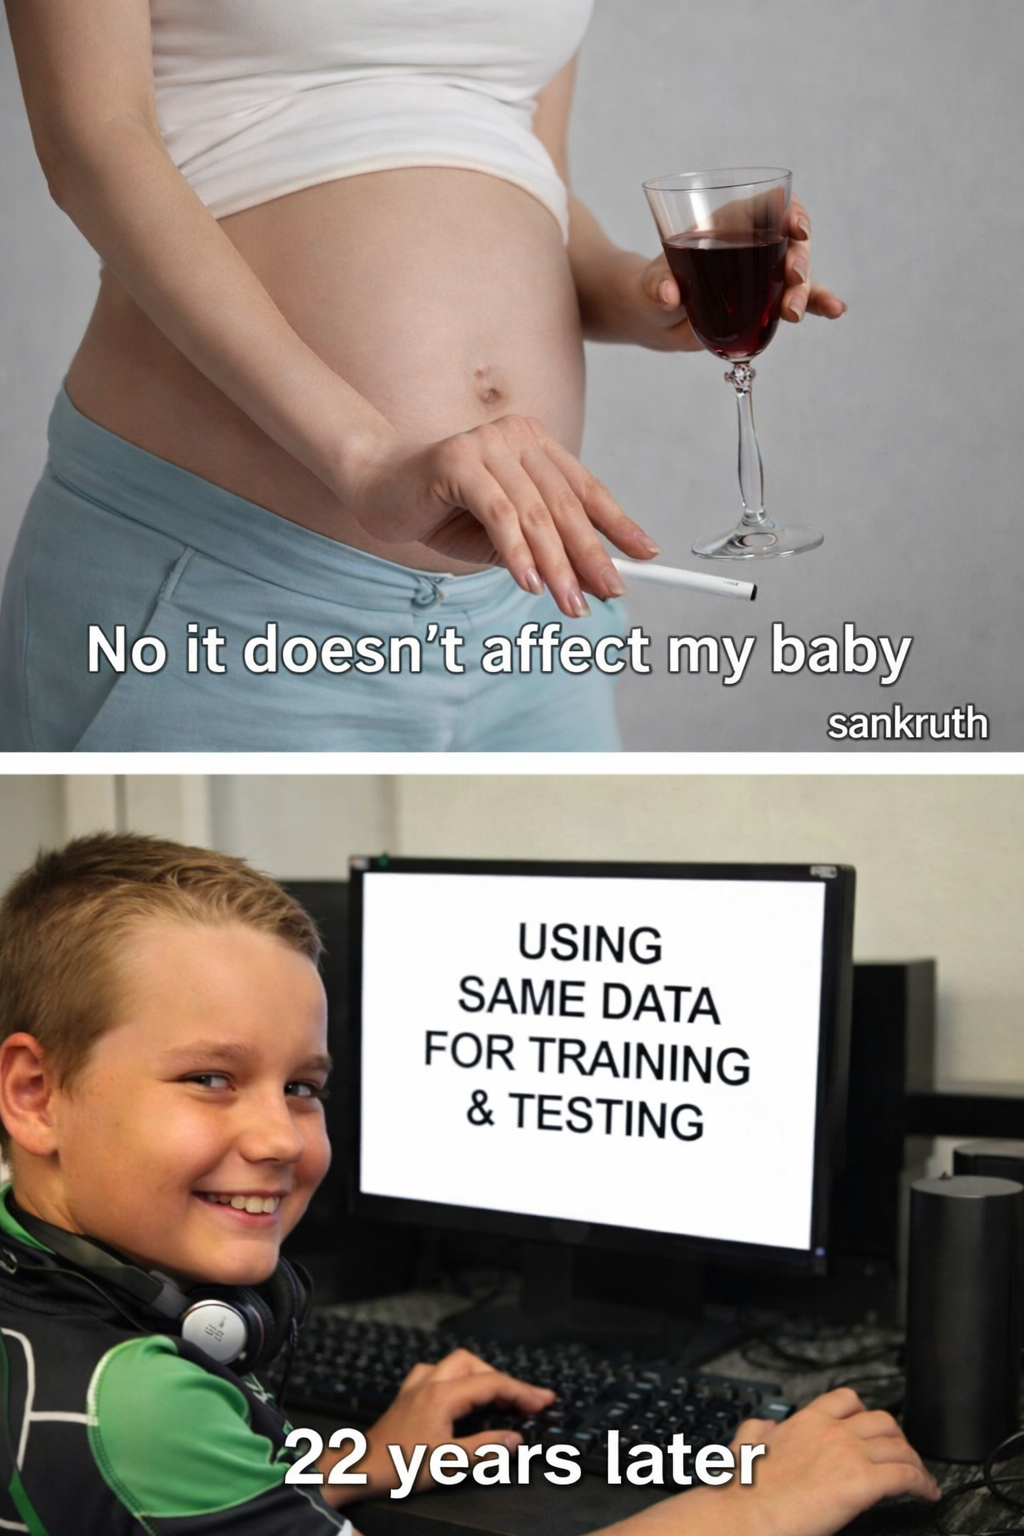 No it doesn't affect my baby
sankruth
USING
SAME DATA
FOR TRAINING
& TESTING
22 years later